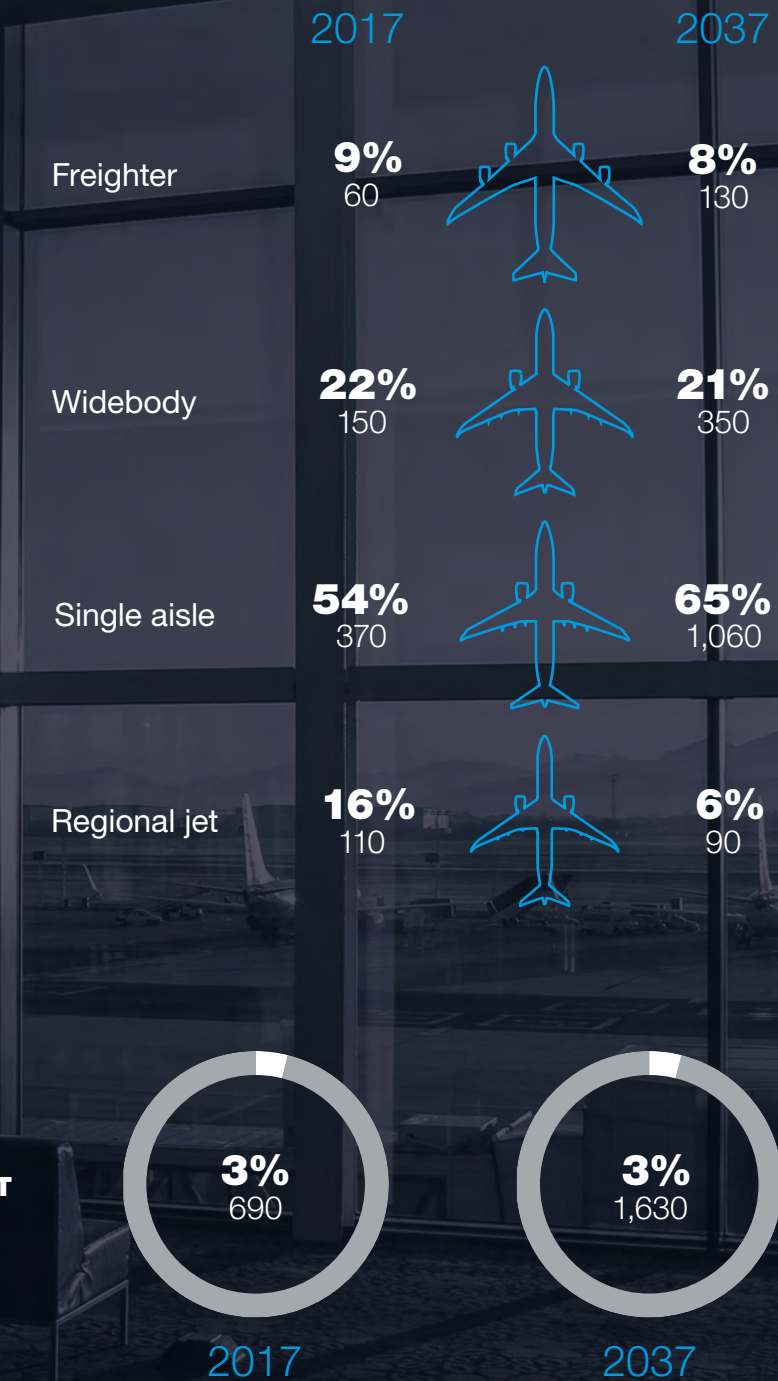 2017 2037
Freighter 9% 8%
60 130
Widebody 22% 21%
150 350
Single aisle 54% 65%
370 1,060
Regional jet 16% 6%
110 90
3% 3%
690 1,630
2017 2037